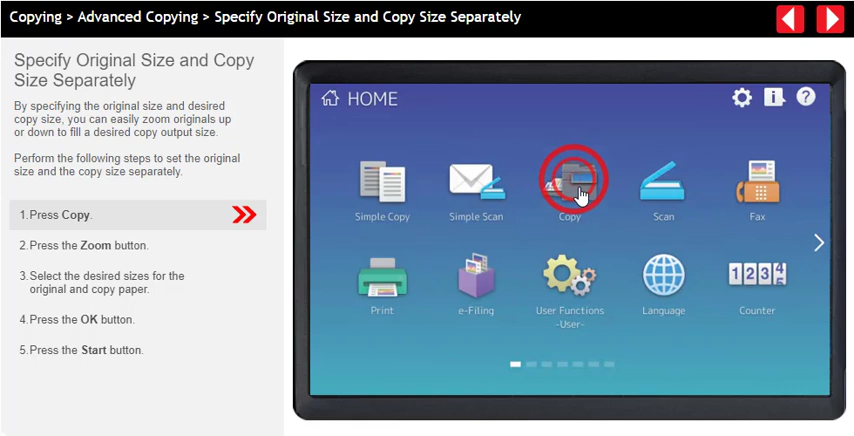 Copying > Advanced Copying > Specify Original Size and Copy Size Separately
Specify Original Size and Copy
Size Separately
By specifying the original size and desired
copy size, you can easily zoom originals up
or down to fill a desired copy output size.
Perform the following steps to set the original
size and the copy size separately.
1. Press Copy.
2. Press the Zoom button.
3. Select the desired sizes for the
original and copy paper.
4. Press the OK button.
5. Press the Start button.
HOME
i
?
Simple Copy
Simple Scan
Copy
Scan
Fax
Print
e-Filing
User Functions
-User-
Language
1234
Counter